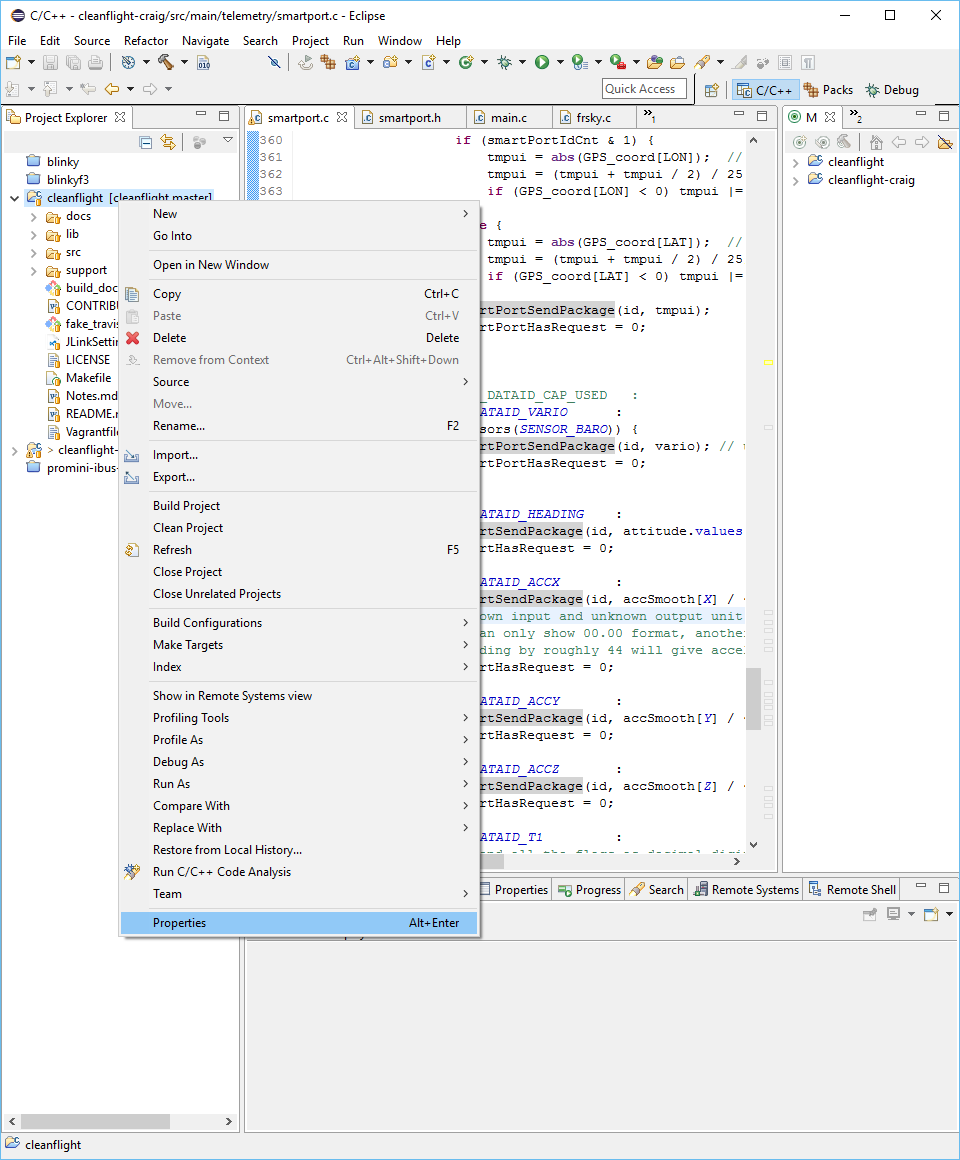 C/C++ - cleanflight-craig/src/main/telemetry/smartport.c - Eclipse
File Edit Source Refactor Navigate Search Project Run Window Help
Quick Access C/C++ Packs Debug
Project Explorer
blinky
blinkyf3
cleanflight [cleanflight master]
docs
lib
src
support
build_doc
CONTRIBU
fake_travis
JLinkSettin
LICENSE
Makefile
Notes.md
README.r
Vagrantfile
> cleanflight-
promini-ibus-
New
Go Into
Open in New Window
Copy Ctrl+C
Paste Ctrl+V
Delete Delete
Remove from Context Ctrl+Alt+Shift+Down
Source
Move...
Rename... F2
Import...
Export...
Build Project
Clean Project
Refresh F5
Close Project
Close Unrelated Projects
Build Configurations
Make Targets
Index
Show in Remote Systems view
Profiling Tools
Profile As
Debug As
Run As
Compare With
Replace With
Restore from Local History...
Run C/C++ Code Analysis
Team
Properties Alt+Enter
smartport.c smartport.h main.c frsky.c »1
360 if (smartPortIdCnt & 1) {
361 tmpui = abs(GPS_coord[LON]); //
362 tmpui = (tmpui + tmpui / 2) / 25
363 if (GPS_coord[LON] < 0) tmpui |=
e {
tmpui = abs(GPS_coord[LAT]); //
tmpui = (tmpui + tmpui / 2) / 25
if (GPS_coord[LAT] < 0) tmpui |=
rtPortSendPackage(id, tmpui);
rtPortHasRequest = 0;
_DATAID_CAP_USED :
ATAID_VARIO :
sors(SENSOR_BARO)) {
rtPortSendPackage(id, vario); //
rtPortHasRequest = 0;
ATAID_HEADING :
rtSendPackage(id, attitude.values
rtHasRequest = 0;
ATAID_ACCX :
rtSendPackage(id, accSmooth[X] /
own input and unknown output unit
an only show 00.00 format, anothe
ding by roughly 44 will give acce
rtHasRequest = 0;
ATAID_ACCY :
rtSendPackage(id, accSmooth[Y] /
rtHasRequest = 0;
ATAID_ACCZ :
rtSendPackage(id, accSmooth[Z] /
rtHasRequest = 0;
ATAID_T1 :
M »2
cleanflight
cleanflight-craig
Properties Progress Search Remote Systems Remote Shell
cleanflight